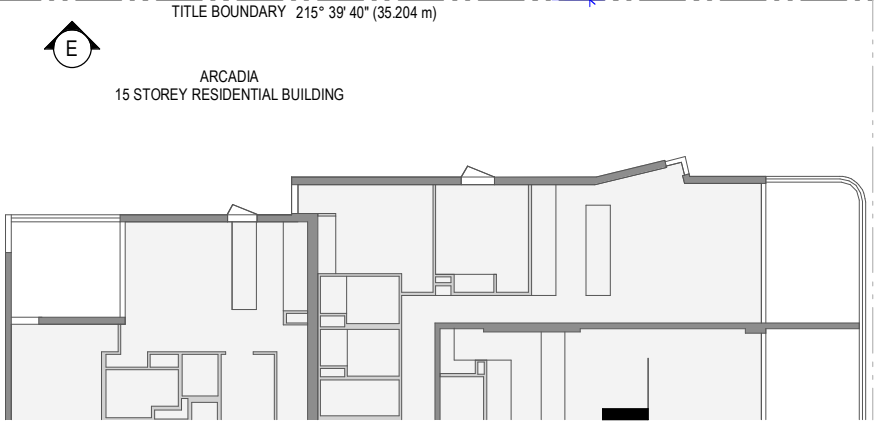 TITLE BOUNDARY 215° 39' 40" (35.204 m)
E
ARCADIA
15 STOREY RESIDENTIAL BUILDING